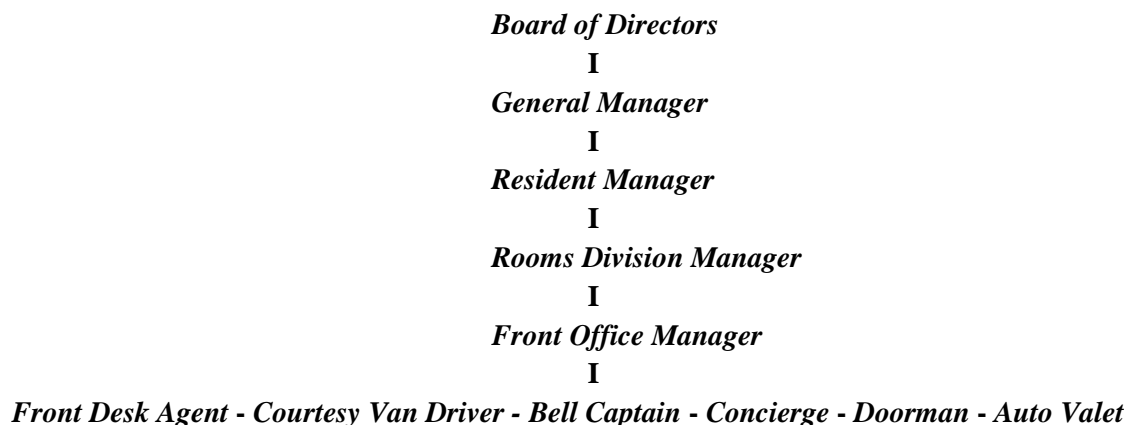 Board of Directors
I
General Manager
I
Resident Manager
I
Rooms Division Manager
I
Front Office Manager
I
Front Desk Agent - Courtesy Van Driver - Bell Captain - Concierge - Doorman - Auto Valet